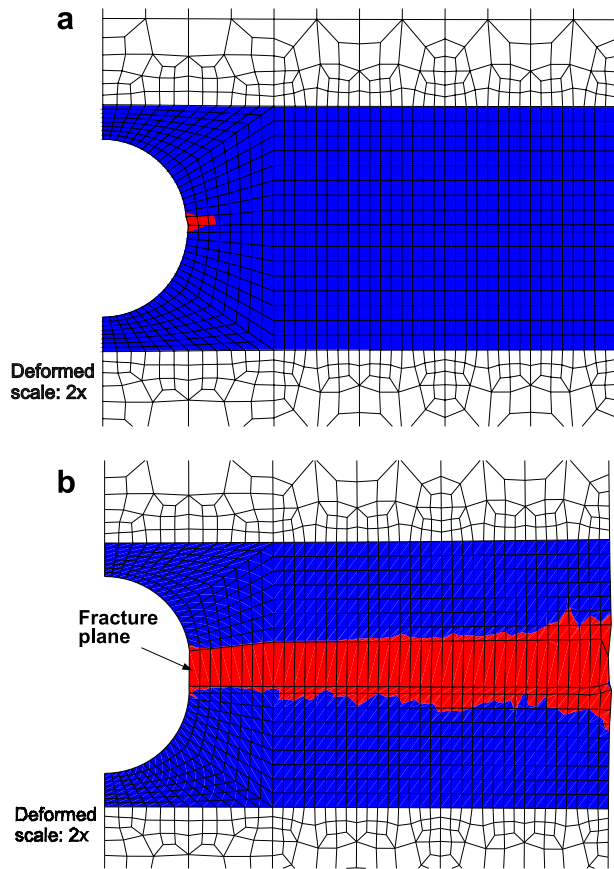 a
Deformed
scale: 2x
b
Fracture
plane
Deformed
scale: 2x